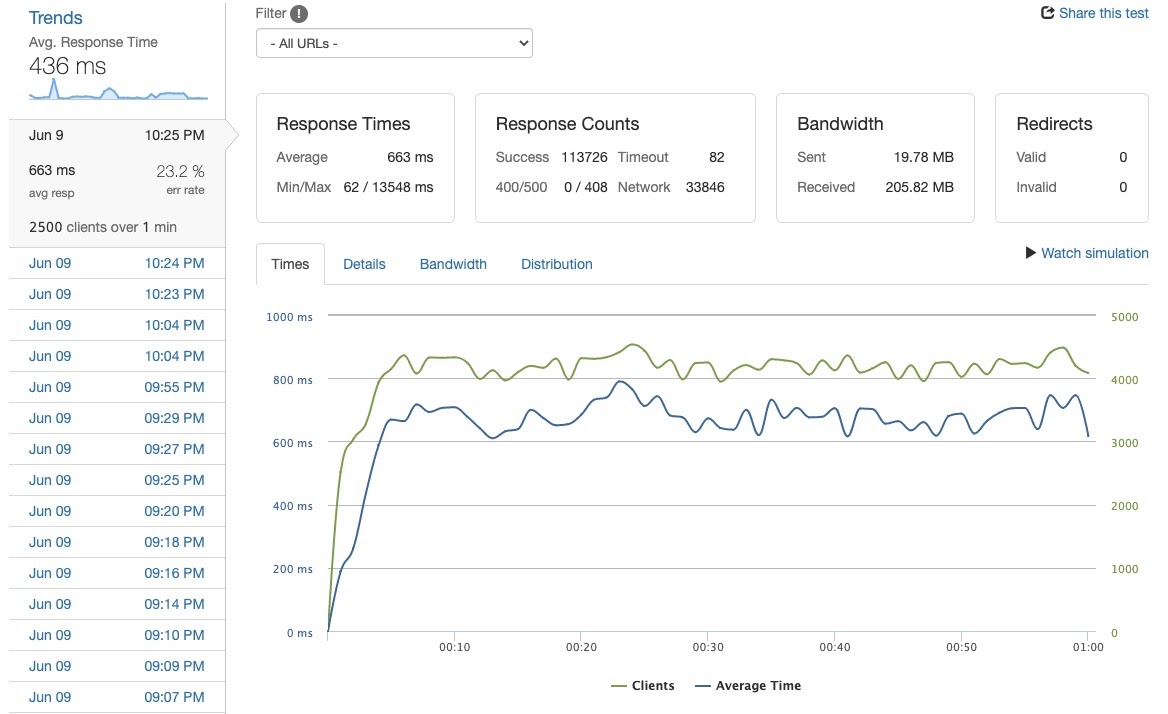 Trends
Avg. Response Time
436 ms
Jun 9 10:25 PM
663 ms 23.2 %
avg resp err rate
2500 clients over 1 min
Jun 09 10:24 PM
Jun 09 10:23 PM
Jun 09 10:04 PM
Jun 09 10:04 PM
Jun 09 09:55 PM
Jun 09 09:29 PM
Jun 09 09:27 PM
Jun 09 09:25 PM
Jun 09 09:20 PM
Jun 09 09:18 PM
Jun 09 09:16 PM
Jun 09 09:14 PM
Jun 09 09:10 PM
Jun 09 09:09 PM
Jun 09 09:07 PM
Filter !
- All URLs -
Share this test
Response Times
Average 663 ms
Min/Max 62 / 13548 ms
Response Counts
Success 113726 Timeout 82
400/500 0 / 408 Network 33846
Bandwidth
Sent 19.78 MB
Received 205.82 MB
Redirects
Valid 0
Invalid 0
Times Details Bandwidth Distribution
Watch simulation
1000 ms 5000
800 ms 4000
600 ms 3000
400 ms 2000
200 ms 1000
0 ms 0
00:10 00:20 00:30 00:40 00:50 01:00
Clients Average Time